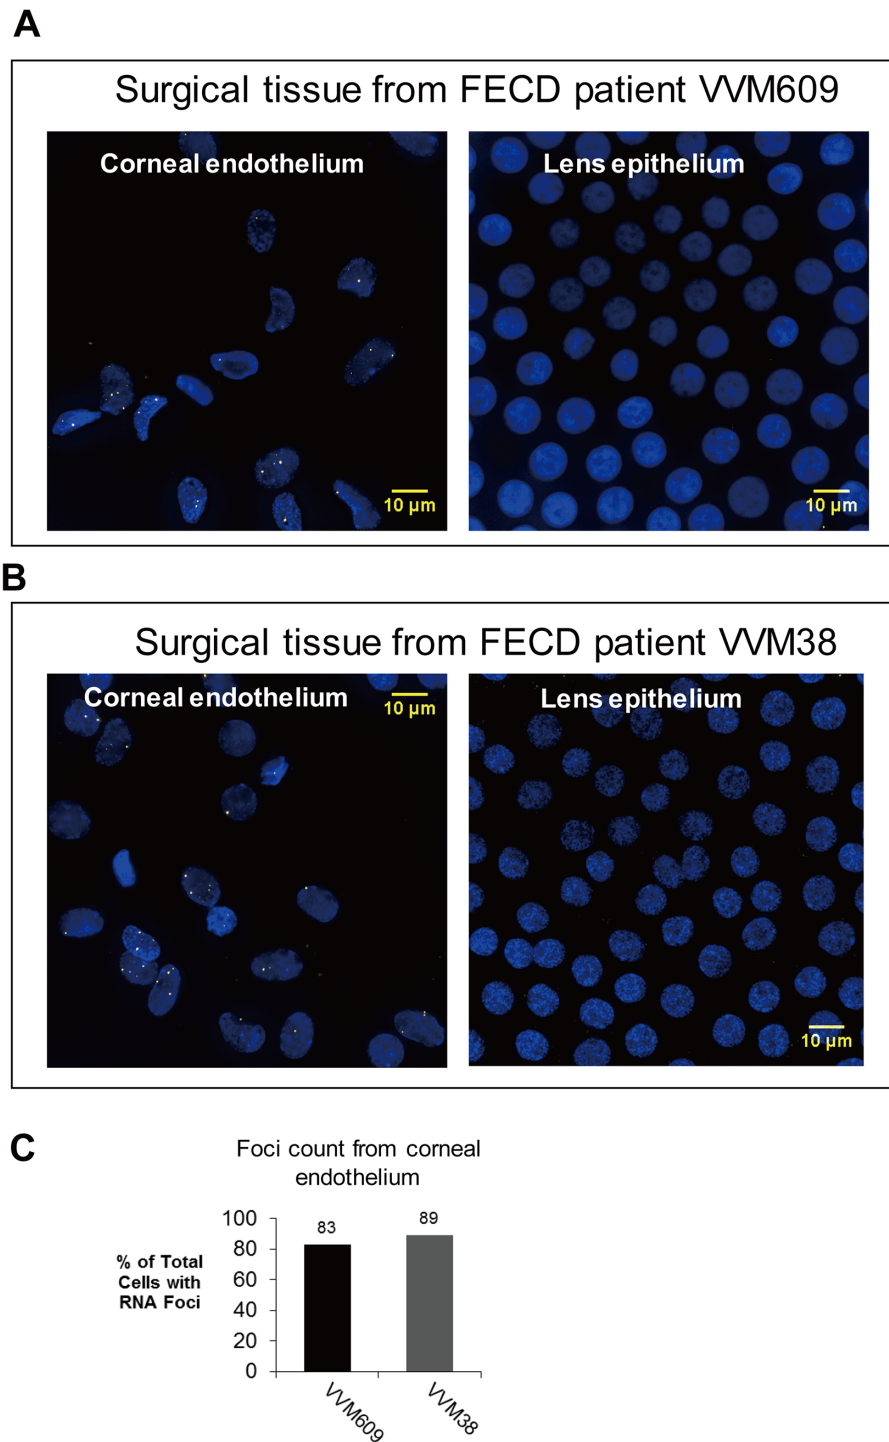 A
Surgical tissue from FECD patient VVM609
Corneal endothelium
Lens epithelium
10 µm
10 µm
B
Surgical tissue from FECD patient VVM38
Corneal endothelium
10 µm
Lens epithelium
10 µm
C
Foci count from corneal
endothelium
% of Total
Cells with
RNA Foci
100
80
60
40
20
0
83
89
VVM609
VVM38